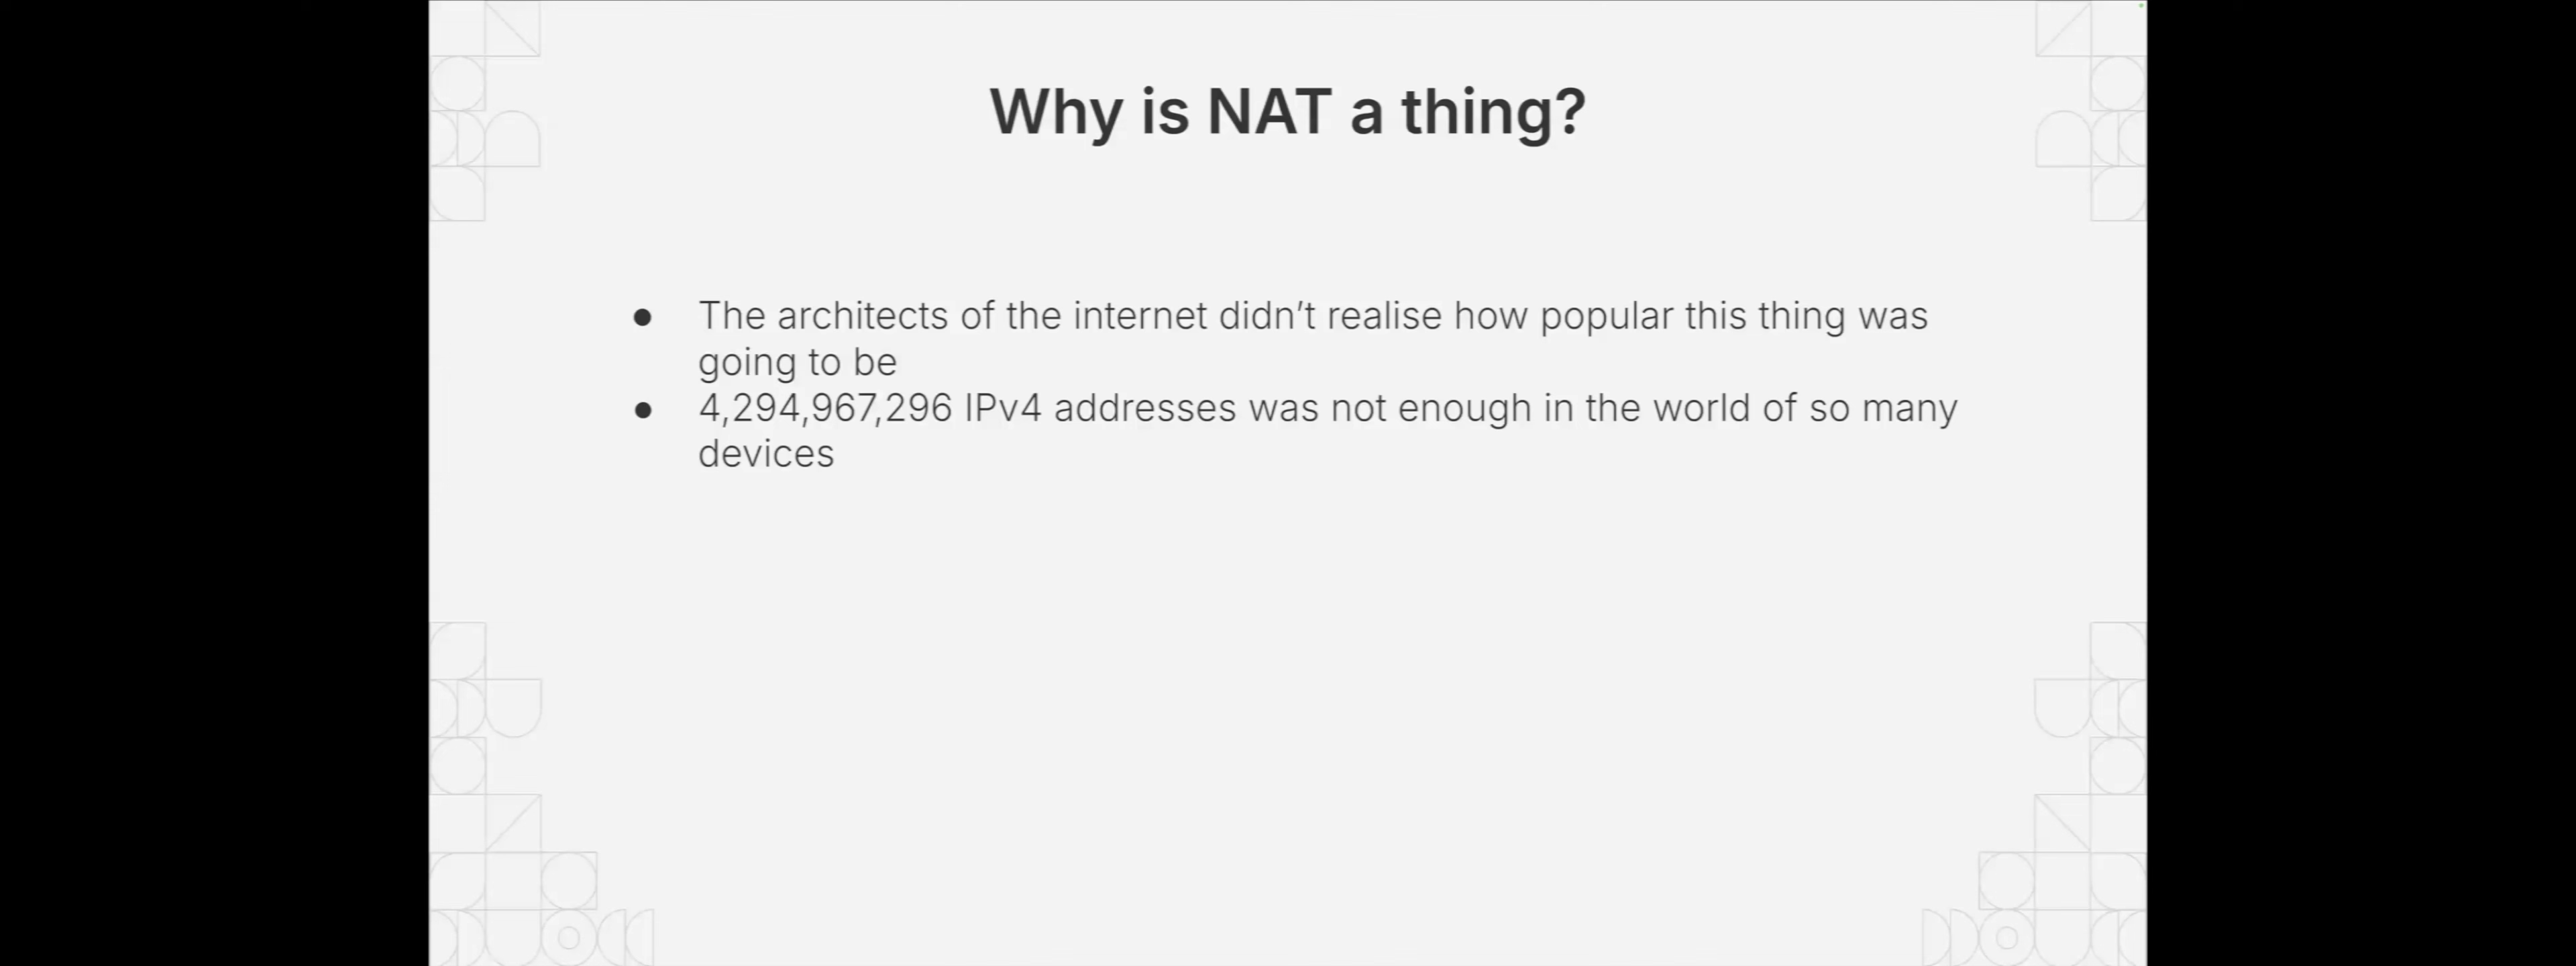 Why is NAT a thing?
● The architects of the internet didn’t realise how popular this thing was
going to be
● 4,294,967,296 IPv4 addresses was not enough in the world of so many
devices